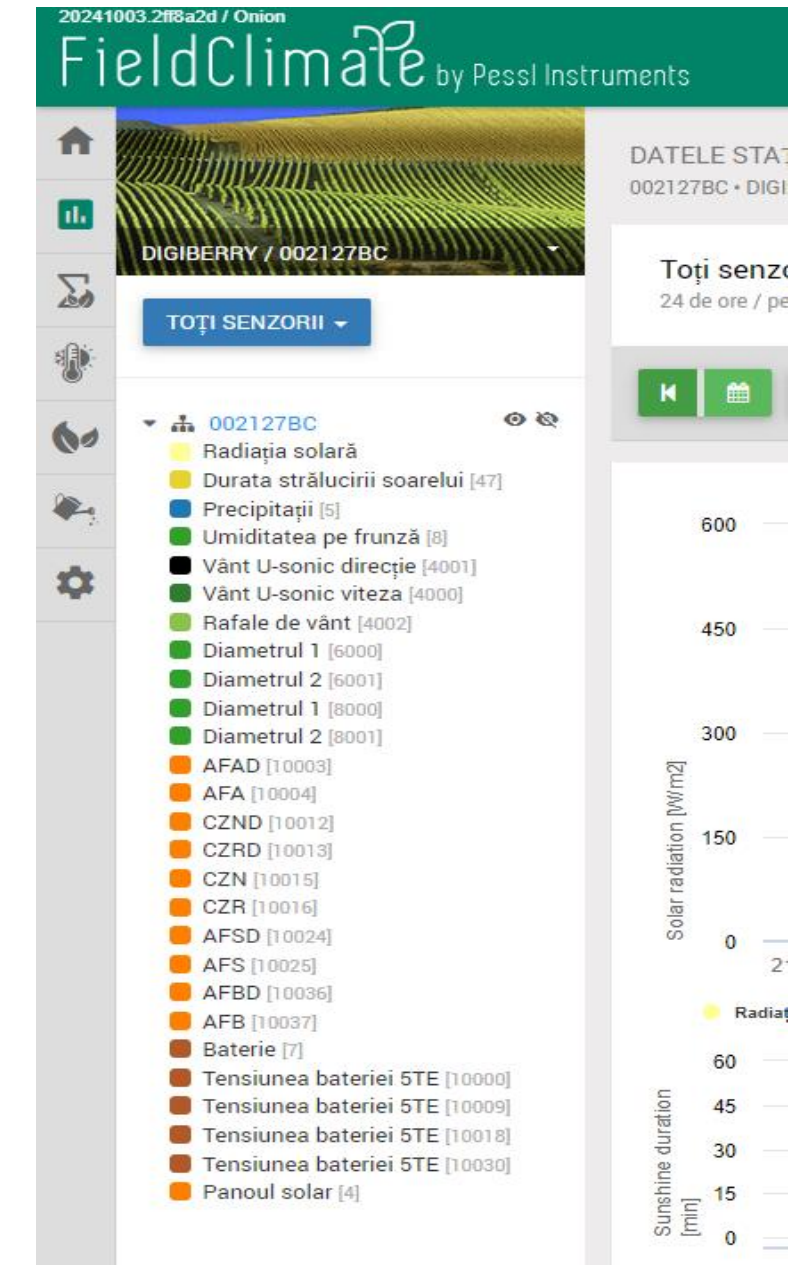 20241003.2ff8a2d / Onion
FieldClimate by Pessl Instruments
DIGIBERRY / 002127BC
TOȚI SENZORII
002127BC
Radiația solară
Durata strălucirii soarelui [47]
Precipitații [5]
Umiditatea pe frunză [8]
Vânt U-sonic direcție [4001]
Vânt U-sonic viteza [4000]
Rafale de vânt [4002]
Diametrul 1 [6000]
Diametrul 2 [6001]
Diametrul 1 [8000]
Diametrul 2 [8001]
AFAD [10003]
AFA [10004]
CZND [10012]
CZRD [10013]
CZN [10015]
CZR [10016]
AFSD [10024]
AFS [10025]
AFBD [10036]
AFB [10037]
Baterie [7]
Tensiunea bateriei 5TE [10000]
Tensiunea bateriei 5TE [10009]
Tensiunea bateriei 5TE [10018]
Tensiunea bateriei 5TE [10030]
Panoul solar [4]
DATELE STAT
002127BC • DIGI
Toți senzo
24 de ore / pe
600
450
300
150
0
Solar radiation [W/m2]
21
Radiaț
60
45
30
15
0
Sunshine duration
[min]